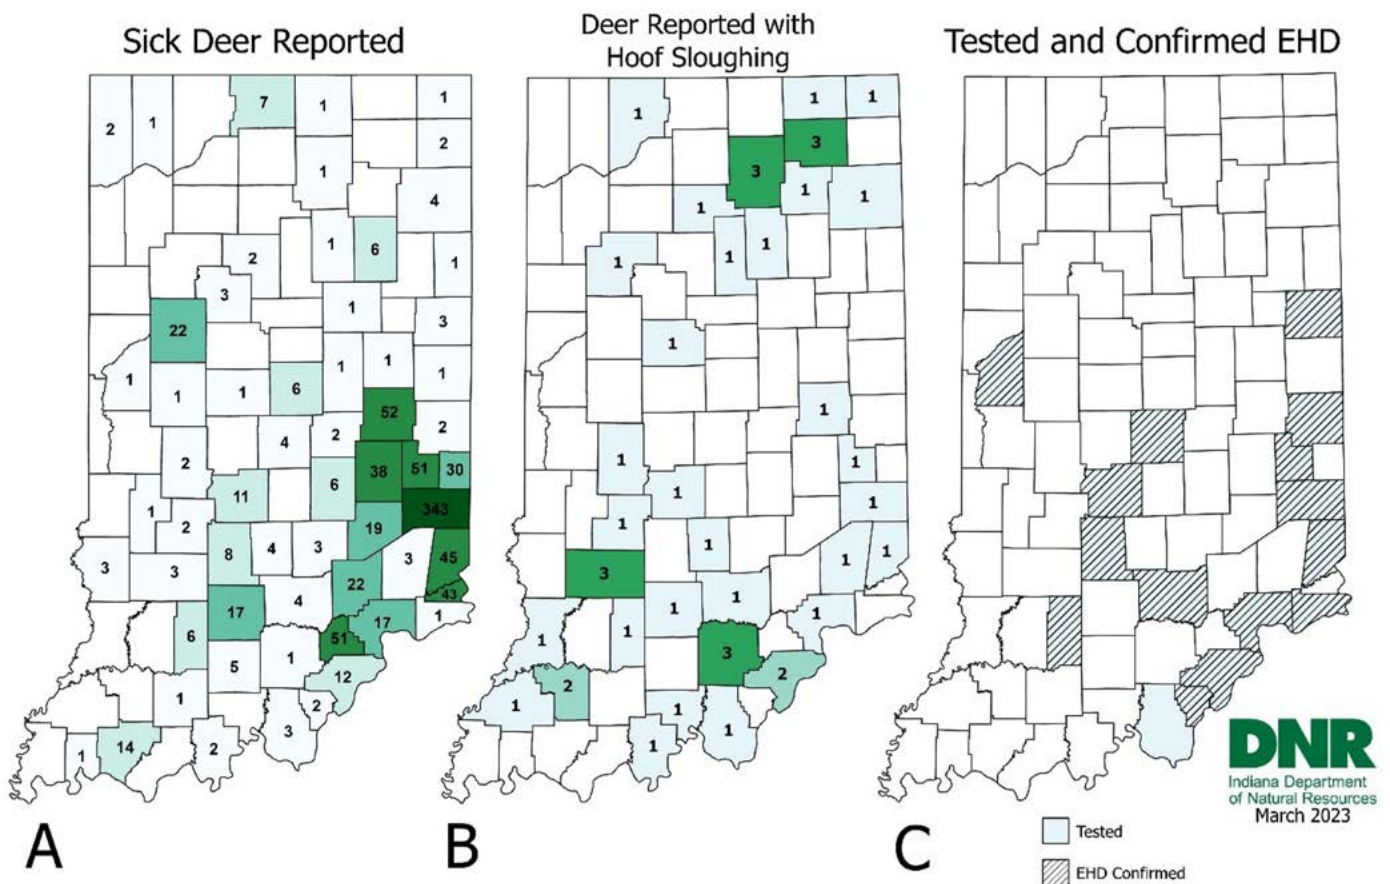 Sick Deer Reported
Deer Reported with
Hoof Sloughing
Tested and Confirmed EHD
7 1 1
2 1 2
1
4
1 6
2 1
3
1
22 3
1 1 1
1 1 1 6
52
4 2 2
2 38 51 30
11 6
1 2 343
19
8 4 3
3 3 3 45
22 43
17 4
6 51 17 1
5 1
12
1 2
3
1 14 2
A
1 1 1
3
3 1 1
1
1 1 1
1
1
1 1
1 1
1 1
1 1 1
3
1 1 1
1 1 3
2 2
1 1 1
1
B
DNR
Indiana Department
of Natural Resources
March 2023
C
Tested
EHD Confirmed